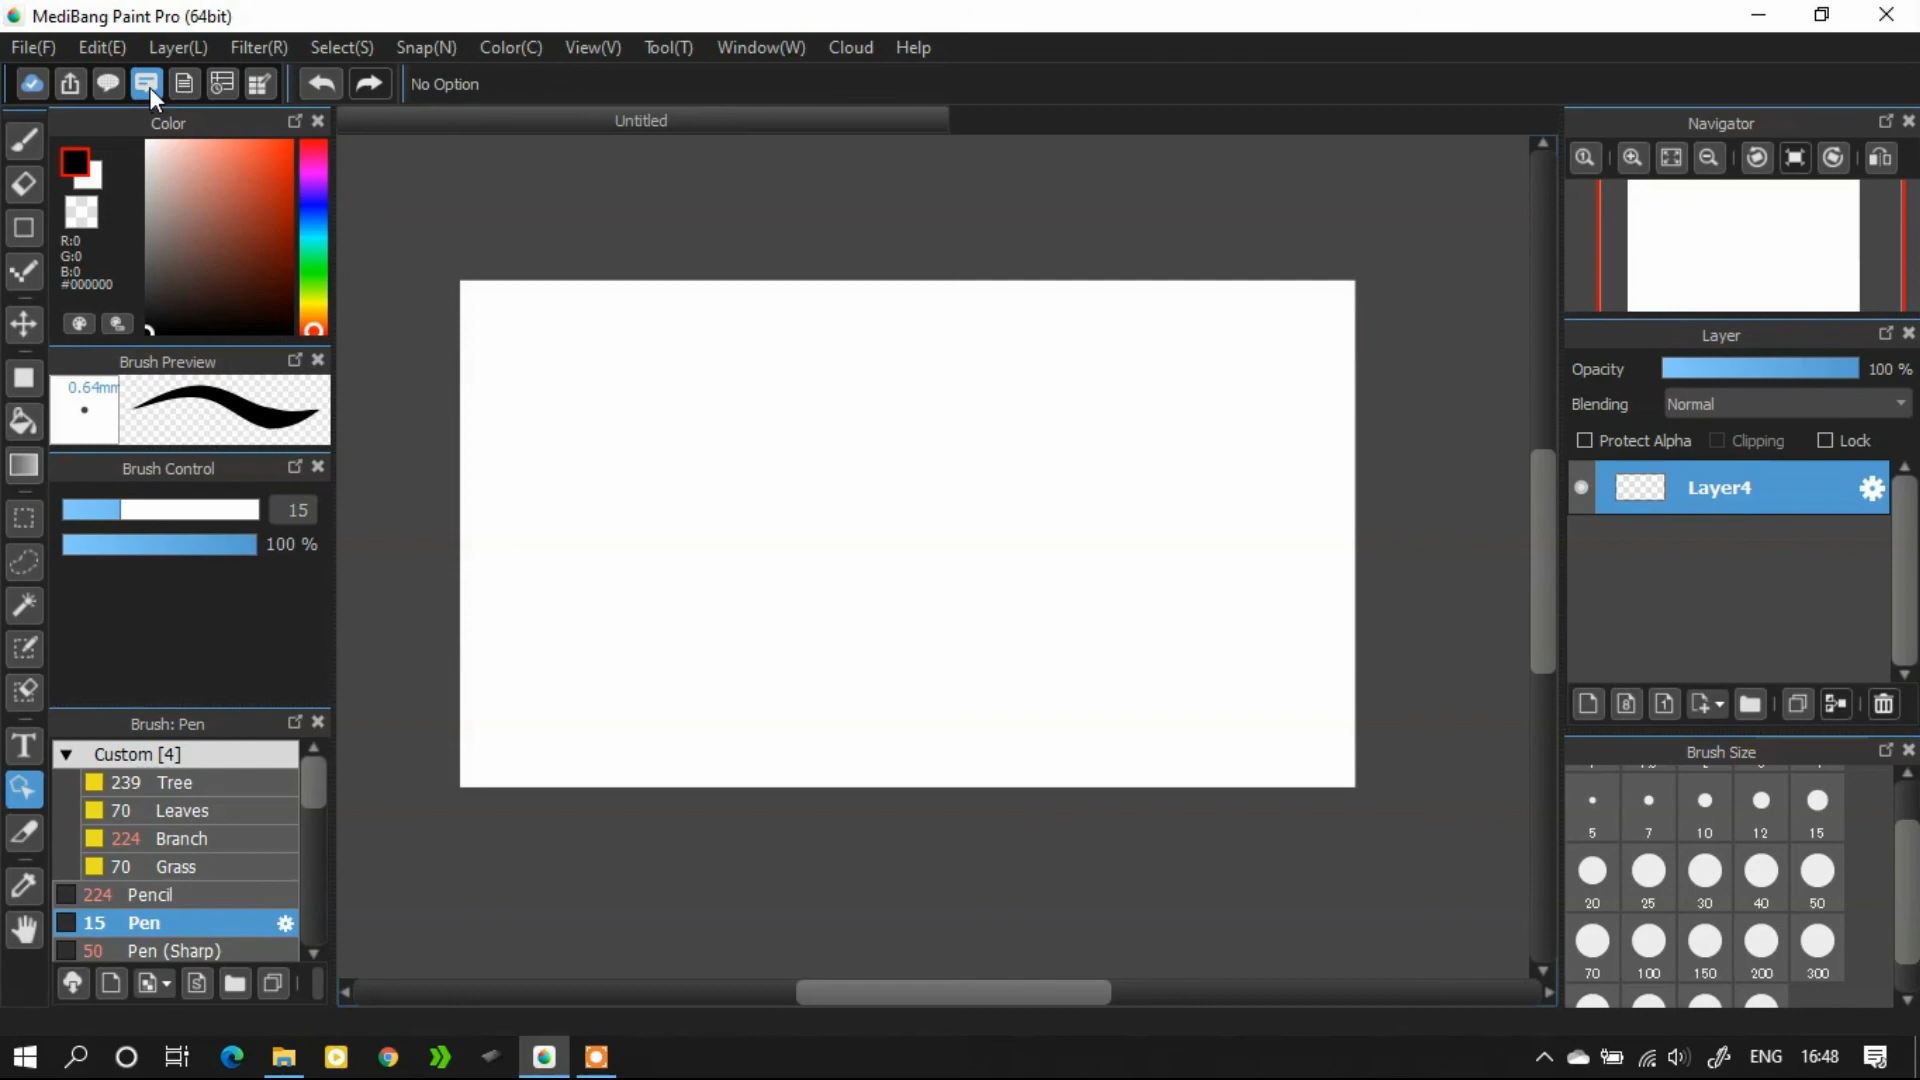 MediBang Paint Pro (64bit)
File(F) Edit(E) Layer(L) Filter(R) Select(S) Snap(N) Color(C) View(V) Tool(T) Window(W) Cloud Help
No Option
Color
R:0
G:0
B:0
#000000
Brush Preview
0.64mm
Brush Control
15
100 %
Brush: Pen
Custom [4]
239 Tree
70 Leaves
224 Branch
70 Grass
224 Pencil
15 Pen
50 Pen (Sharp)
Untitled
Navigator
Layer
Opacity 100 %
Blending Normal
Protect Alpha Clipping Lock
Layer4
Brush Size
5 7 10 12 15
20 25 30 40 50
70 100 150 200 300
ENG 16:48